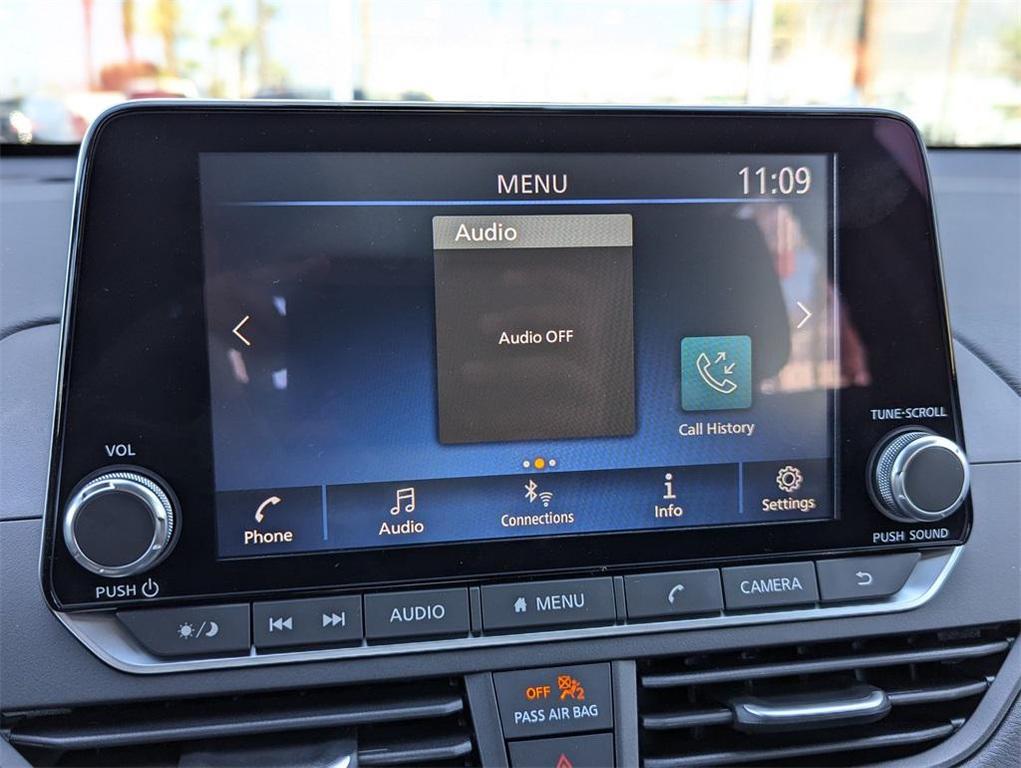 MENU
11:09
Audio
Audio OFF
Call History
Phone
Audio
Connections
Info
Settings
VOL
PUSH
TUNE·SCROLL
PUSH SOUND
AUDIO
MENU
CAMERA
OFF 2
PASS AIR BAG